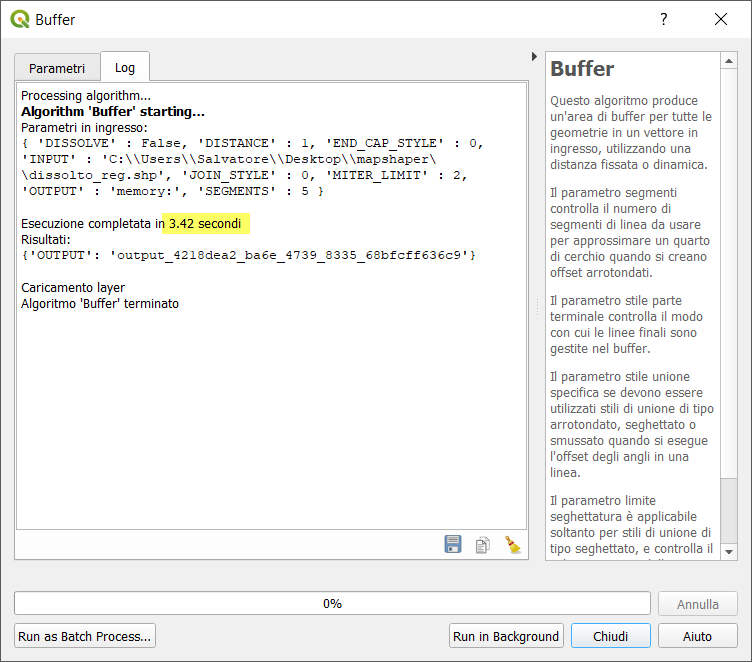 Buffer
?
Parametri
Log
Processing algorithm...
Algorithm 'Buffer' starting...
Parametri in ingresso:
{ 'DISSOLVE' : False, 'DISTANCE' : 1, 'END_CAP_STYLE' : 0,
'INPUT' : 'C:\\Users\\Salvatore\\Desktop\\mapshaper\
\dissolto_reg.shp', 'JOIN_STYLE' : 0, 'MITER_LIMIT' : 2,
'OUTPUT' : 'memory:', 'SEGMENTS' : 5 }
Esecuzione completata in 3.42 secondi
Risultati:
{'OUTPUT': 'output_4218dea2_ba6e_4739_8335_68bfcff636c9'}
Caricamento layer
Algoritmo 'Buffer' terminato
Buffer
Questo algoritmo produce
un'area di buffer per tutte le
geometrie in un vettore in
ingresso, utilizzando una
distanza fissata o dinamica.
Il parametro segmenti
controlla il numero di
segmenti di linea da usare
per approssimare un quarto
di cerchio quando si creano
offset arrotondati.
Il parametro stile parte
terminale controlla il modo
con cui le linee finali sono
gestite nel buffer.
Il parametro stile unione
specifica se devono essere
utilizzati stili di unione di tipo
arrotondato, seghettato o
smussato quando si esegue
l'offset degli angli in una
linea.
Il parametro limite
seghettatura è applicabile
soltanto per stili di unione di
tipo seghettato, e controlla il
0%
Annulla
Run as Batch Process...
Run in Background
Chiudi
Aiuto